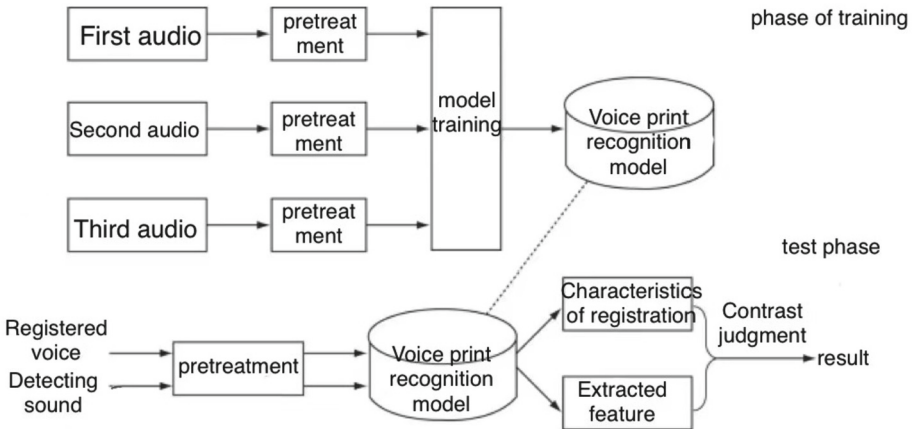 First audio
pretreat
ment
phase of training
Second audio
pretreat
ment
model
training
Voice print
recognition
model
Third audio
pretreat
ment
test phase
Registered
voice
Detecting
sound
pretreatment
Voice print
recognition
model
Characteristics
of registration
Extracted
feature
Contrast
judgment
result